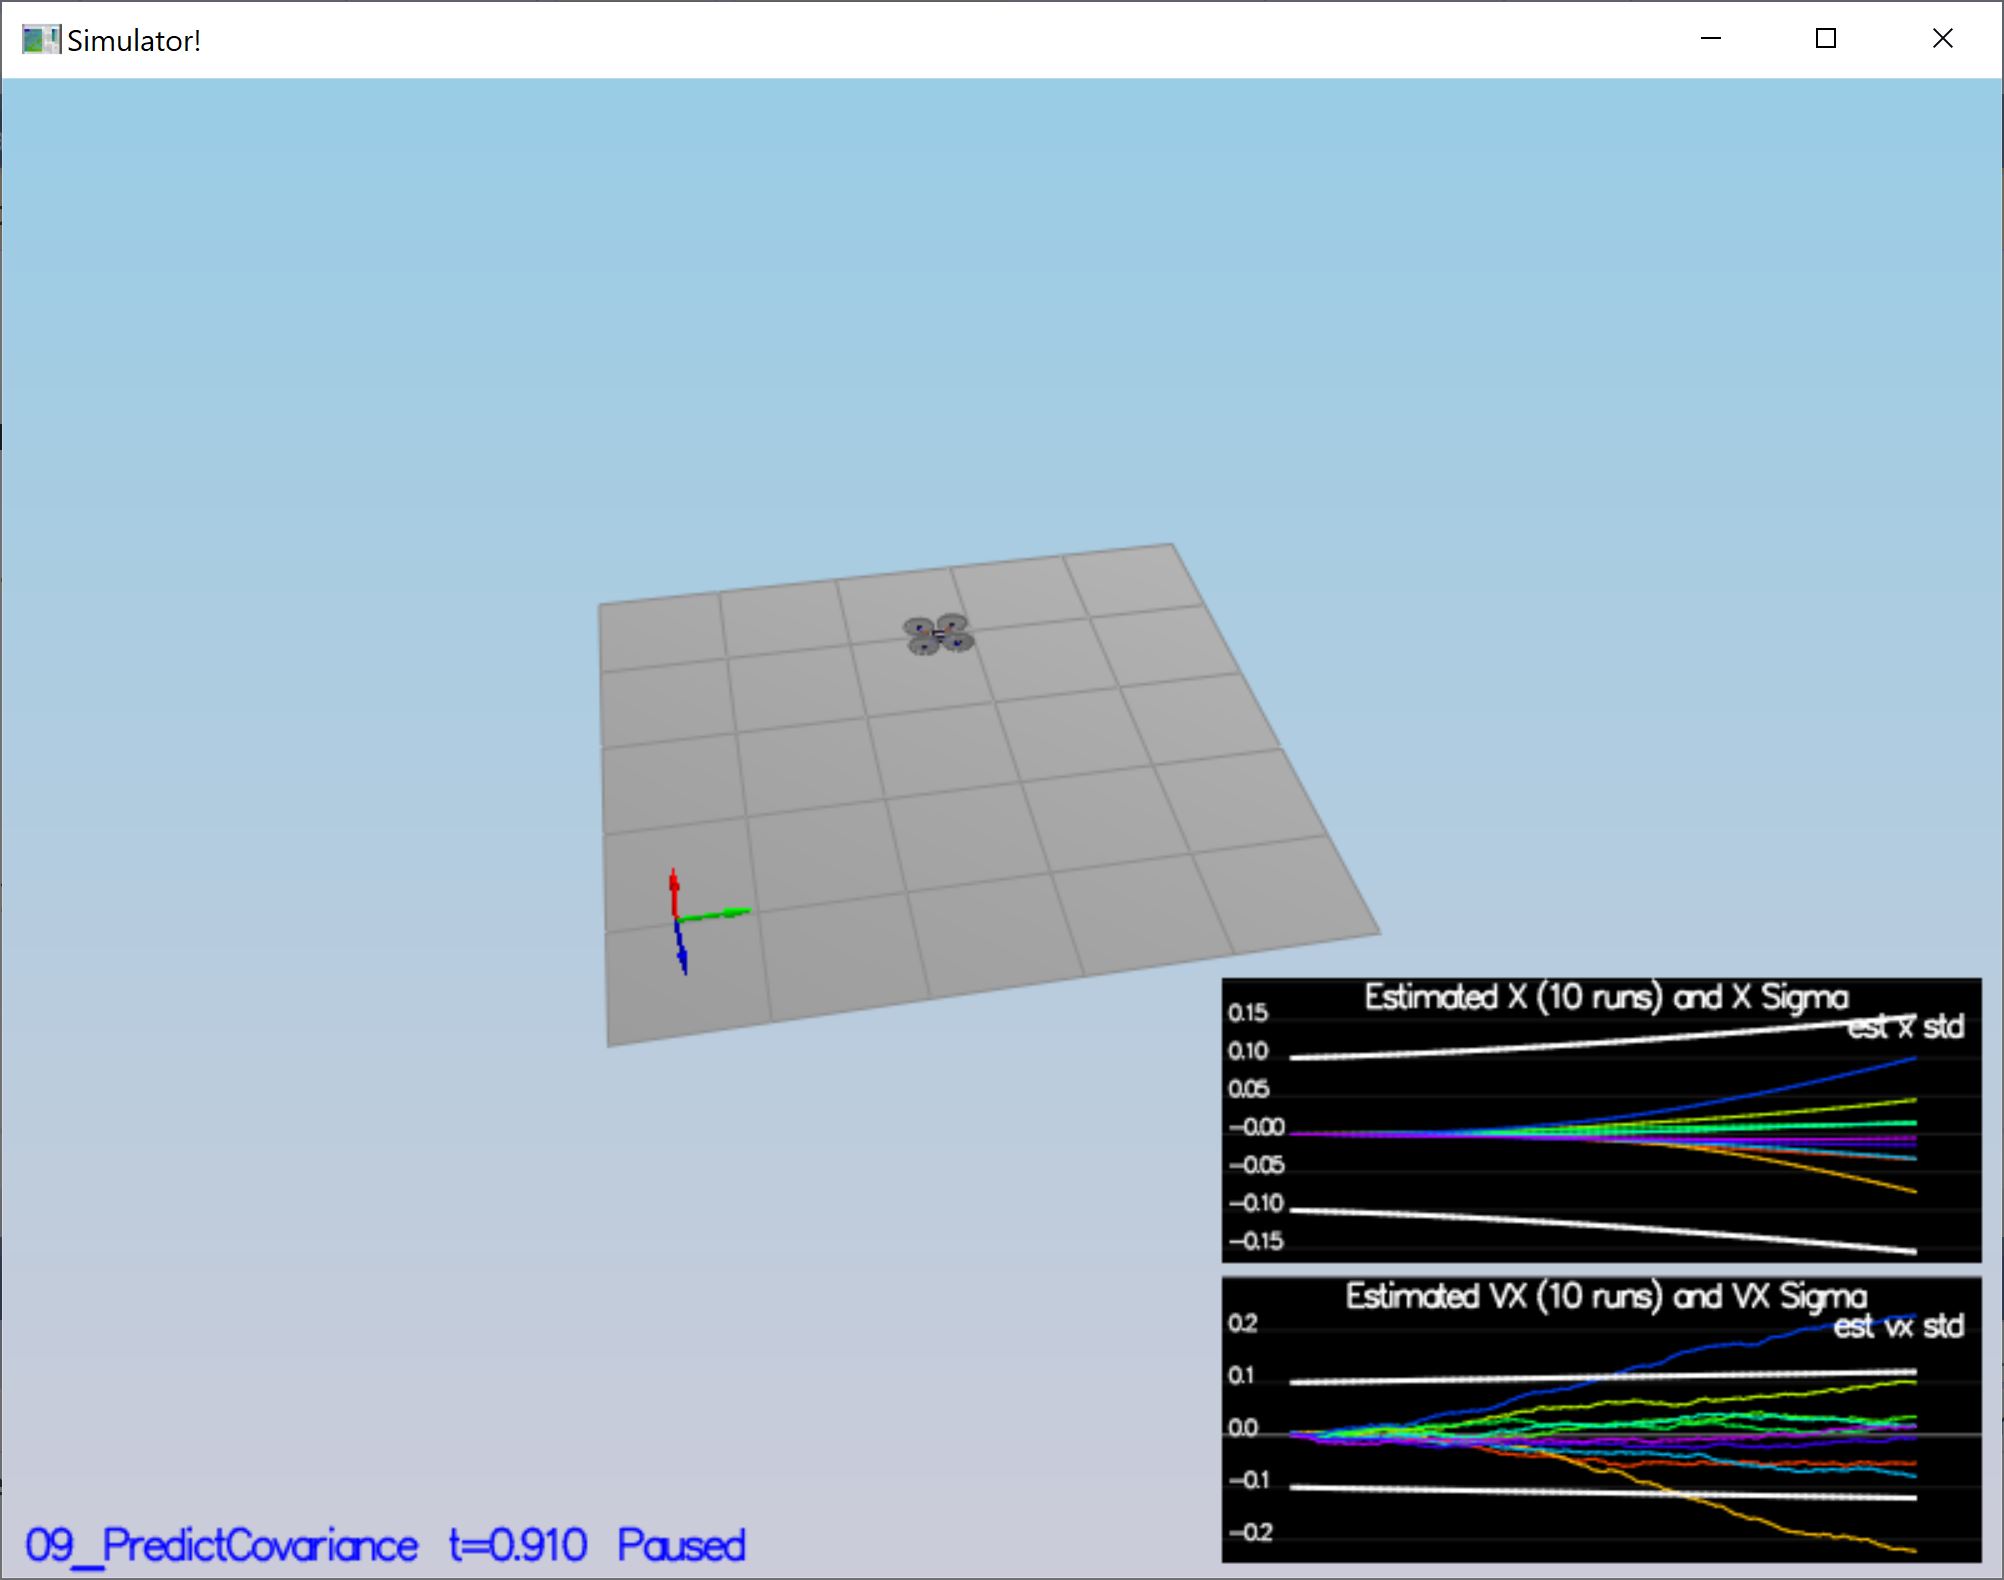 Simulator!
Estimated X (10 runs) and X Sigma
est x std
0.15
0.10
0.05
-0.00
-0.05
-0.10
-0.15
Estimated VX (10 runs) and VX Sigma
est vx std
0.2
0.1
0.0
-0.1
-0.2
09_PredictCovariance t=0.910 Paused